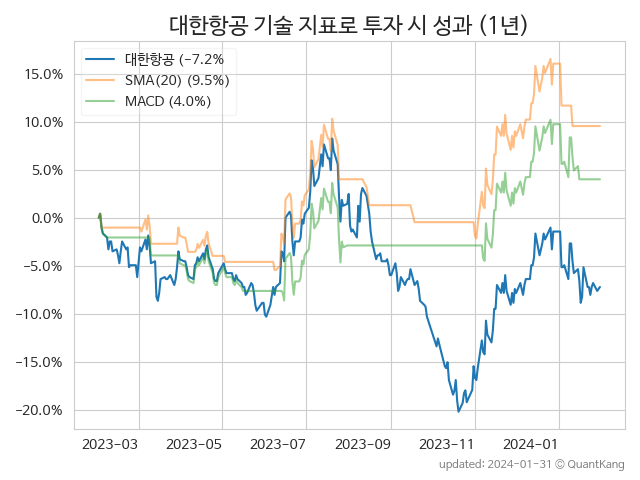 대한항공 기술 지표로 투자 시 성과 (1년)
대한항공 (−7.2%
SMA(20) (9.5%)
MACD (4.0%)
15.0%
10.0%
5.0%
0.0%
−5.0%
−10.0%
−15.0%
−20.0%
2023-03 2023-05 2023-07 2023-09 2023-11 2024-01
updated: 2024-01-31 © QuantKang